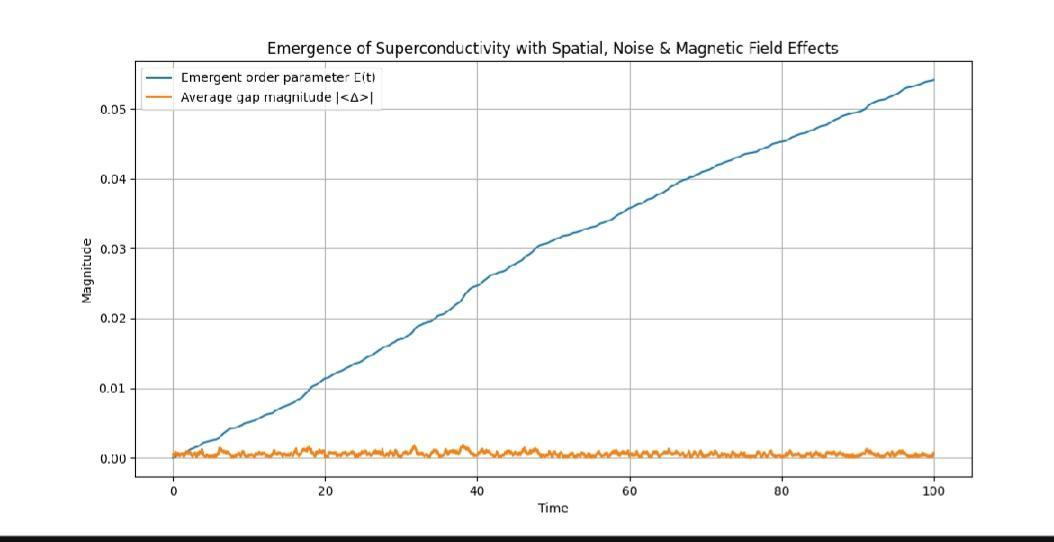 Emergence of Superconductivity with Spatial, Noise & Magnetic Field Effects
Emergent order parameter E(t)
Average gap magnitude |<Δ>|
0.05
0.04
0.03
0.02
0.01
0.00
Magnitude
0 20 40 60 80 100
Time